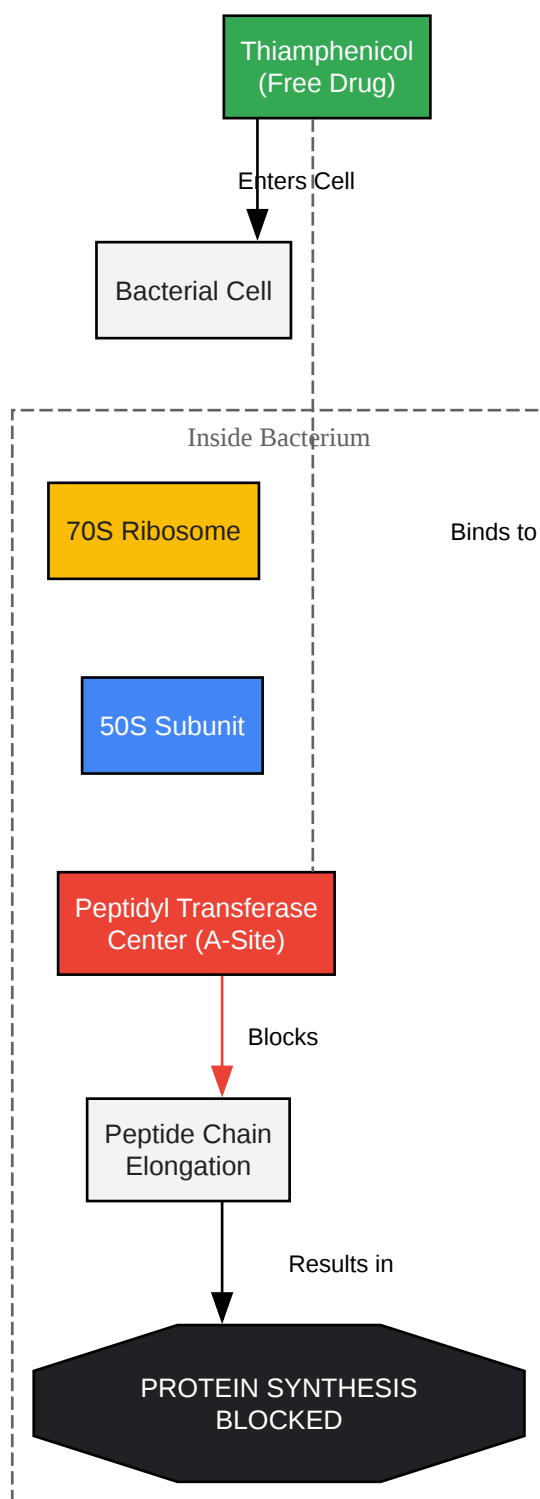 Thiamphenicol
(Free Drug)
Enters Cell
Bacterial Cell
Inside Bacterium
70S Ribosome
Binds to
50S Subunit
Peptidyl Transferase
Center (A-Site)
Blocks
Peptide Chain
Elongation
Results in
PROTEIN SYNTHESIS
BLOCKED